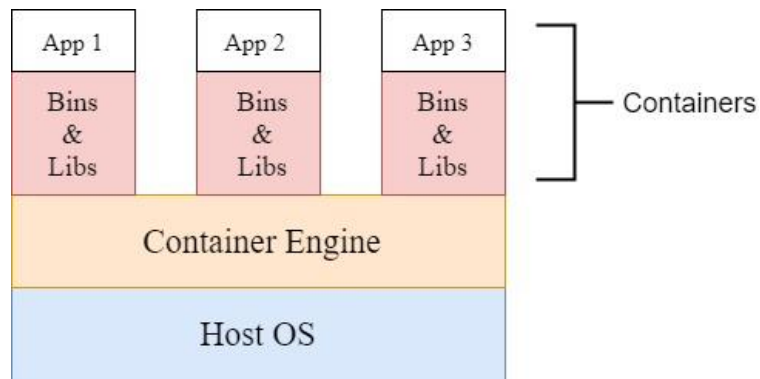 App 1
App 2
App 3
Bins
&
Libs
Bins
&
Libs
Bins
&
Libs
Containers
Container Engine
Host OS